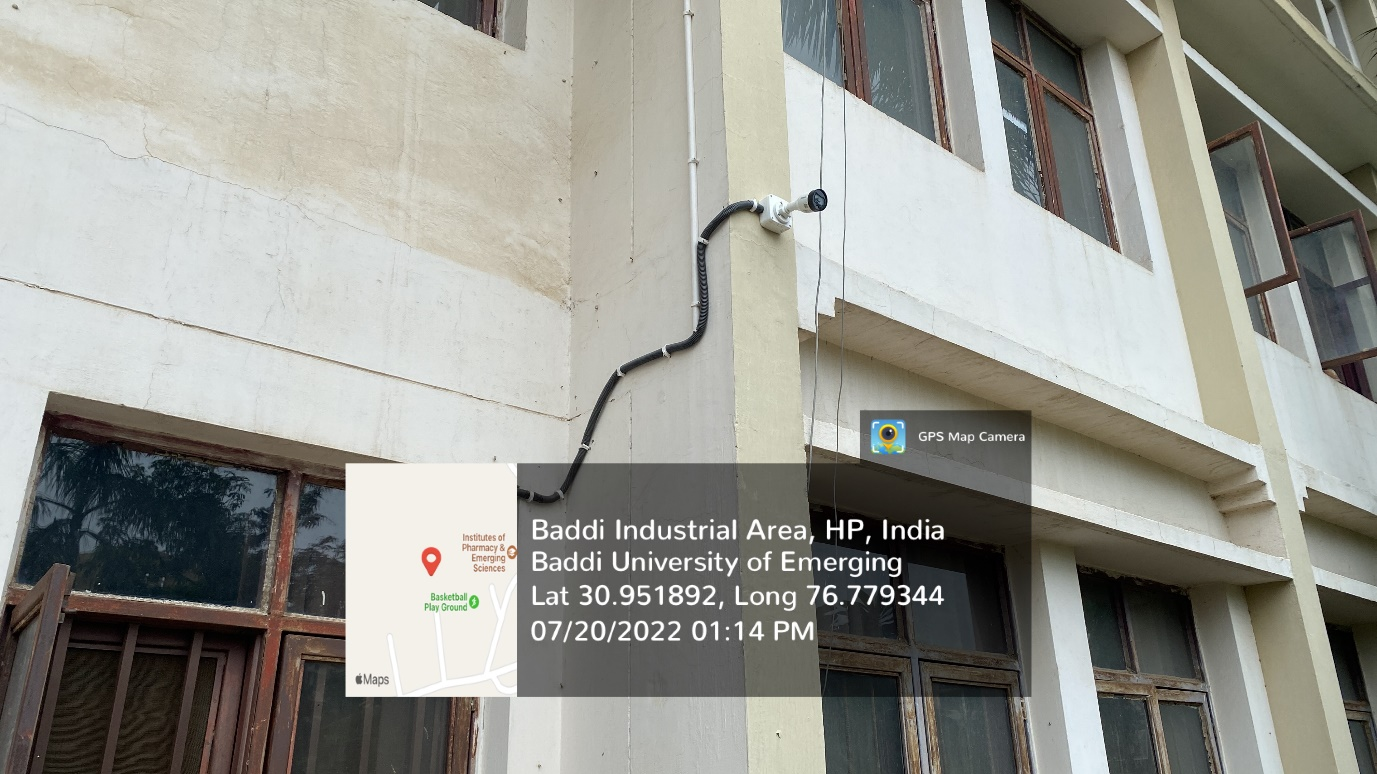 GPS Map Camera
Institutes of
Pharmacy &
Emerging
Sciences
Basketball
Play Ground
Maps
Baddi Industrial Area, HP, India
Baddi University of Emerging
Lat 30.951892, Long 76.779344
07/20/2022 01:14 PM